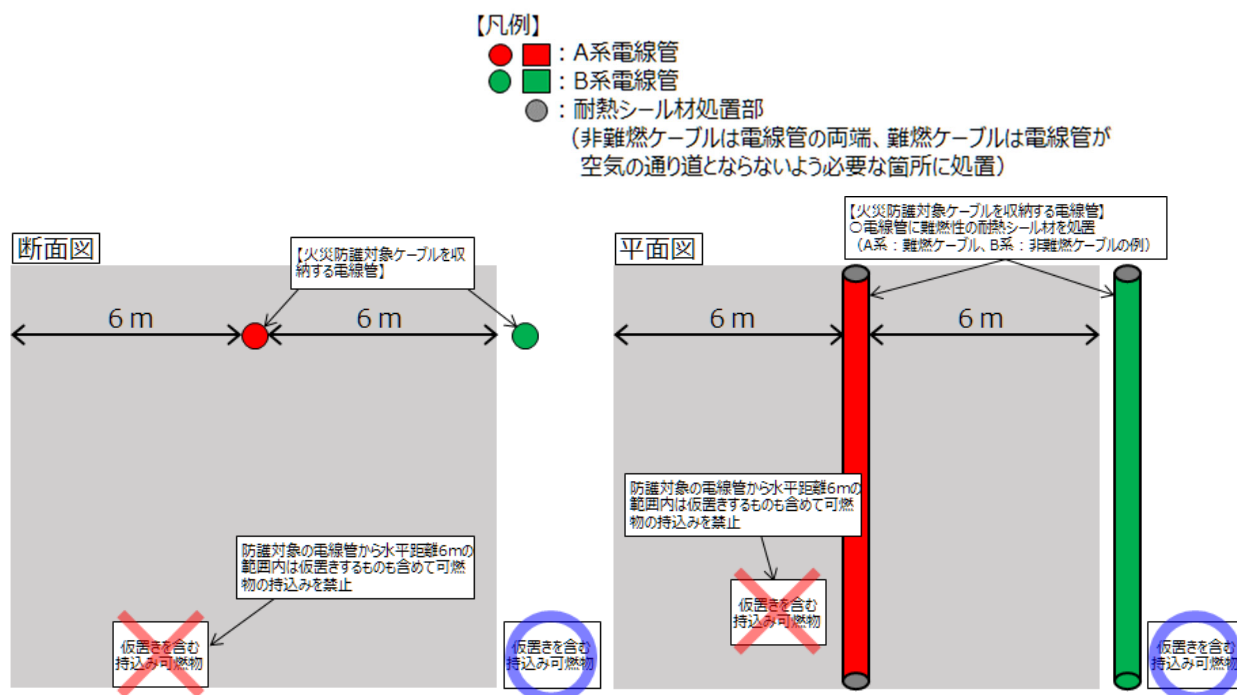 【凡例】
：A系電線管
：B系電線管
：耐熱シール材処置部
（非難燃ケーブルは電線管の両端、難燃ケーブルは電線管が
空気の通り道とならないよう必要な箇所に処置）
断面図
【火災防護対象ケーブルを収
納する電線管】
6ｍ
6ｍ
防護対象の電線管から水平距離6mの
範囲内は仮置きするものも含めて可燃
物の持込みを禁止
仮置きを含む
持込み可燃物
仮置きを含む
持込み可燃物
平面図
【火災防護対象ケーブルを収納する電線管】
○電線管に難燃性の耐熱シール材を処置
（A系：難燃ケーブル、B系：非難燃ケーブルの例）
6ｍ
6ｍ
防護対象の電線管から水平距離6mの
範囲内は仮置きするものも含めて可燃
物の持込みを禁止
仮置きを含む
持込み可燃物
仮置きを含む
持込み可燃物